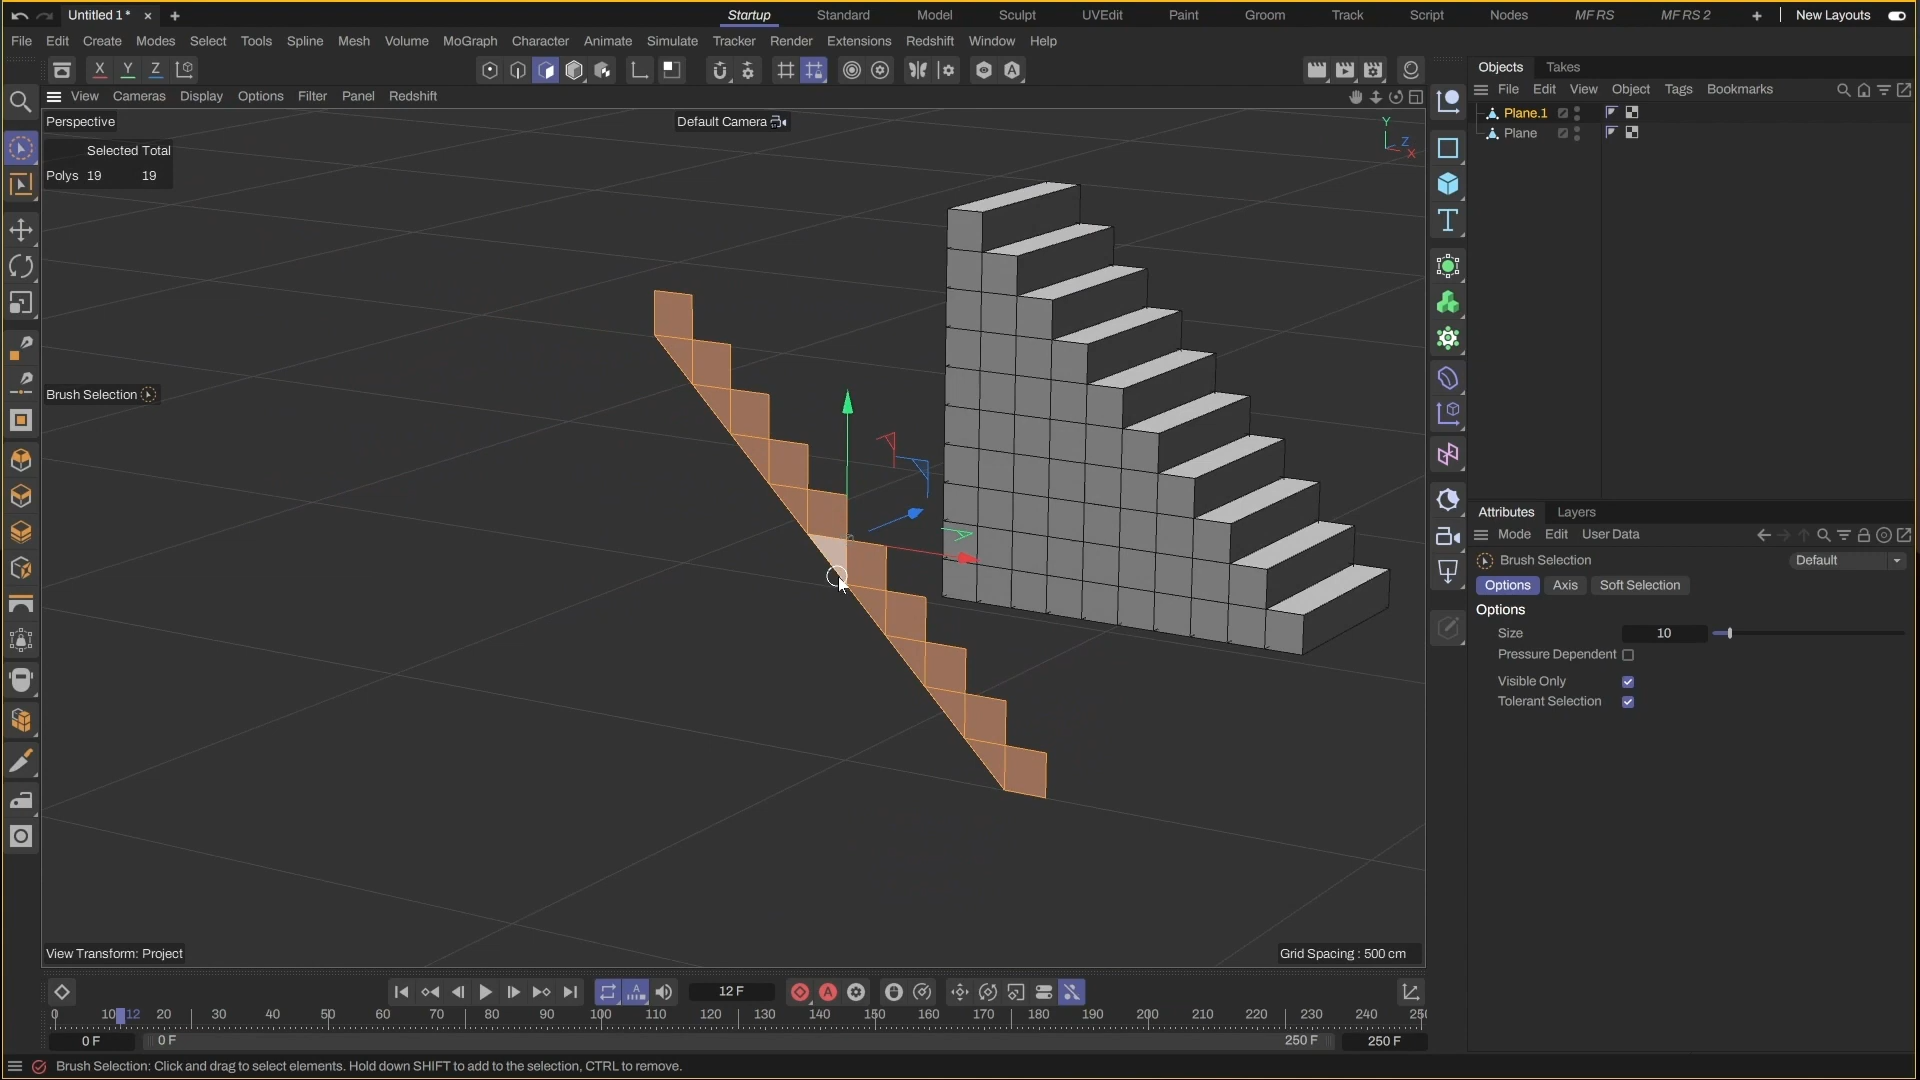 Untitled 1 *
Startup Standard Model Sculpt UVEdit Paint Groom Track Script Nodes MF RS MF RS 2 New Layouts
File Edit Create Modes Select Tools Spline Mesh Volume MoGraph Character Animate Simulate Tracker Render Extensions Redshift Window Help
X Y Z
Objects Takes
View Cameras Display Options Filter Panel Redshift
File Edit View Object Tags Bookmarks
Perspective
Default Camera
Y
Z
X
Plane.1
Plane
Selected Total
Polys 19 19
Brush Selection
Attributes Layers
Mode Edit User Data
Brush Selection
Default
Options Axis Soft Selection
Options
Size 10
Pressure Dependent
Visible Only
Tolerant Selection
View Transform: Project
Grid Spacing : 500 cm
12 F
0 10 12 20 30 40 50 60 70 80 90 100 110 120 130 140 150 160 170 180 190 200 210 220 230 240
0 F
0 F
250 F
250 F
Brush Selection: Click and drag to select elements. Hold down SHIFT to add to the selection, CTRL to remove.